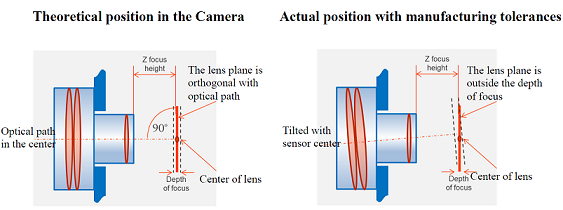 Theoretical position in the Camera
Z focus
height
The lens plane is
orthogonal with
optical path
90°
Optical path
in the center
Depth
of focus
Center of lens
Actual position with manufacturing tolerances
Z focus
height
The lens plane is
outside the depth
of focus
Tilted with
sensor center
Depth
of focus
Center of lens